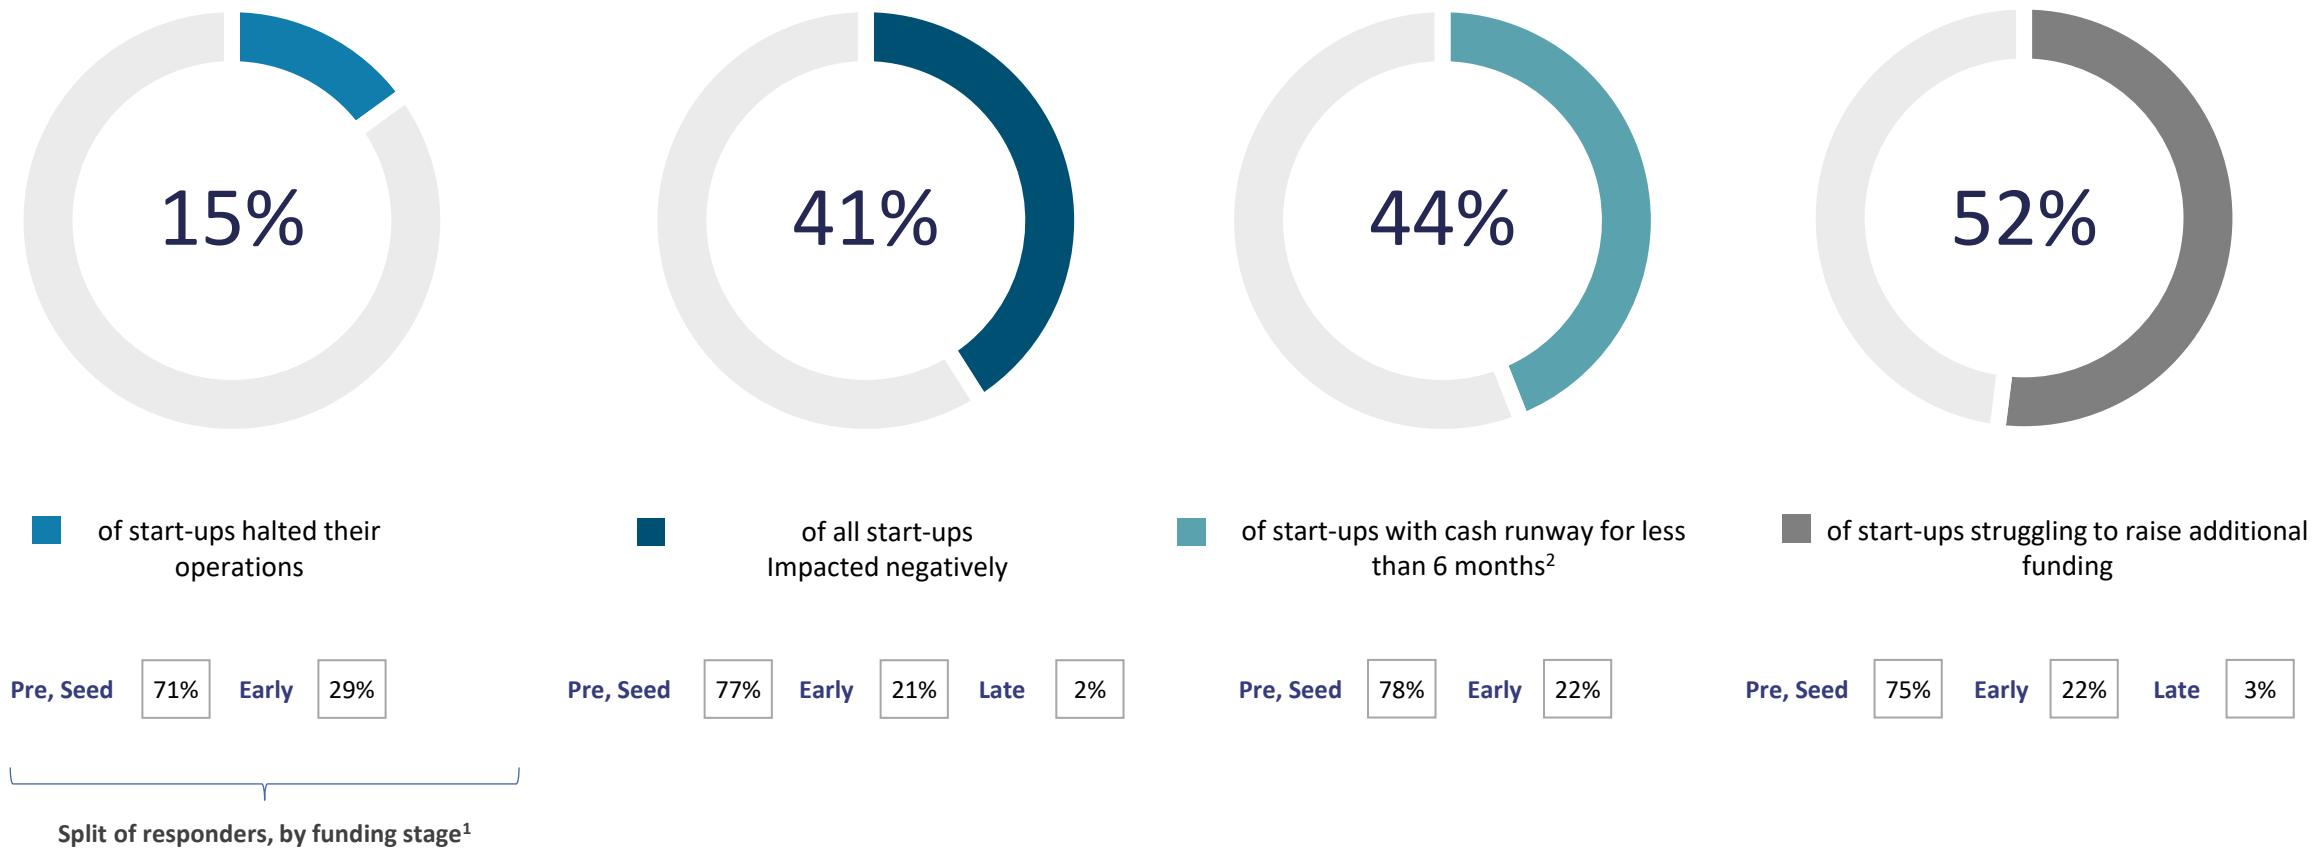 15%
41%
44%
52%
of start-ups halted their
operations
of all start-ups
Impacted negatively
of start-ups with cash runway for less
than 6 months²
of start-ups struggling to raise additional
funding
Pre, Seed 71% Early 29%
Pre, Seed 77% Early 21% Late 2%
Pre, Seed 78% Early 22%
Pre, Seed 75% Early 22% Late 3%
Split of responders, by funding stage¹